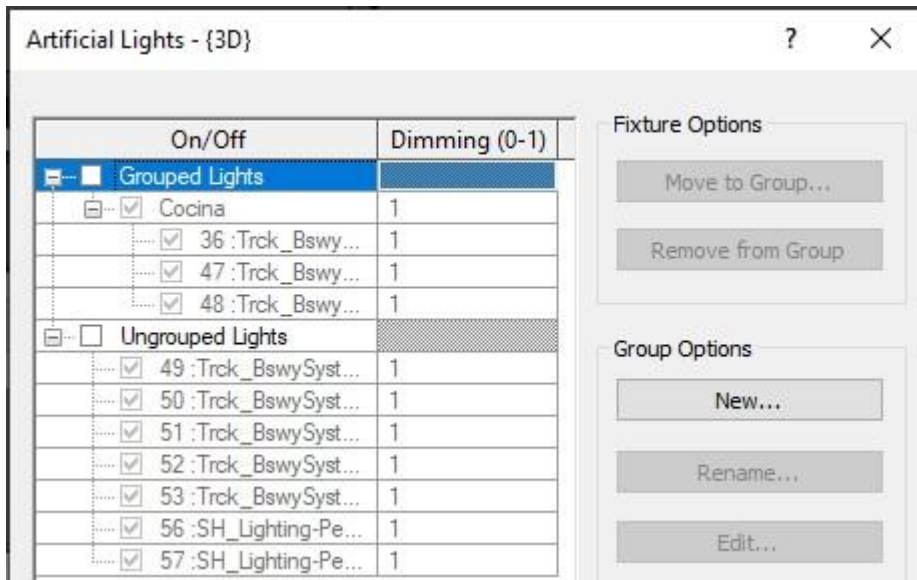 Artificial Lights - {3D} ? X
On/Off Dimming (0-1)
Grouped Lights
Cocina 1
36 :Trck_Bswy... 1
47 :Trck_Bswy... 1
48 :Trck_Bswy... 1
Ungrouped Lights
49 :Trck_BswySyst... 1
50 :Trck_BswySyst... 1
51 :Trck_BswySyst... 1
52 :Trck_BswySyst... 1
53 :Trck_BswySyst... 1
56 :SH_Lighting-Pe... 1
57 :SH_Lighting-Pe... 1
Fixture Options
Move to Group...
Remove from Group
Group Options
New...
Rename...
Edit...